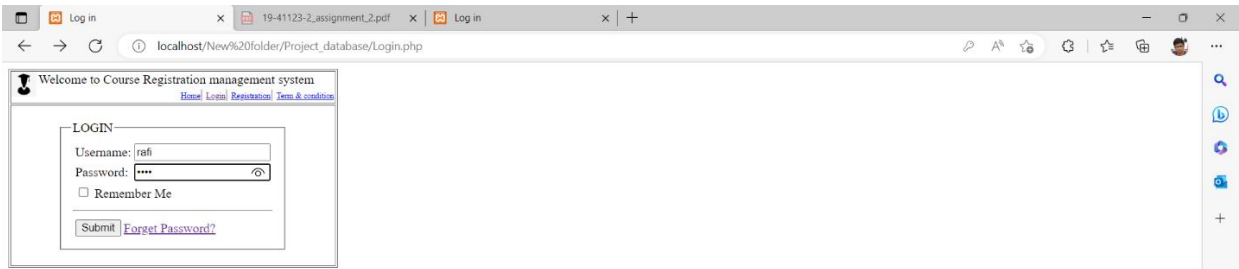 Log in 19-41123-2_assignment_2.pdf Log in
localhost/New%20folder/Project_database/Login.php
Welcome to Course Registration management system
Home Login Registration Term & condition
LOGIN
Username: rafi
Password: ••••
Remember Me
Submit Forget Password?